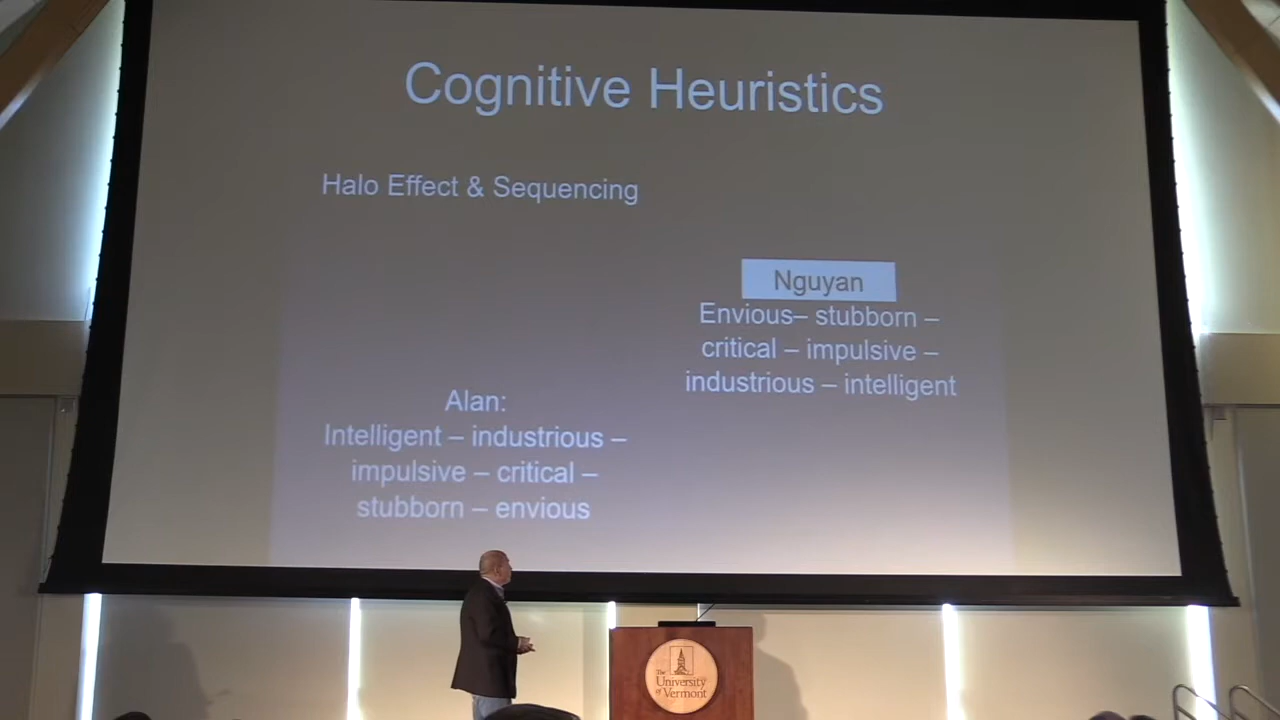 Cognitive Heuristics
Halo Effect & Sequencing
Nguyan
Envious– stubborn –
critical – impulsive –
industrious – intelligent
Alan:
Intelligent – industrious –
impulsive – critical –
stubborn – envious
The
University
of Vermont